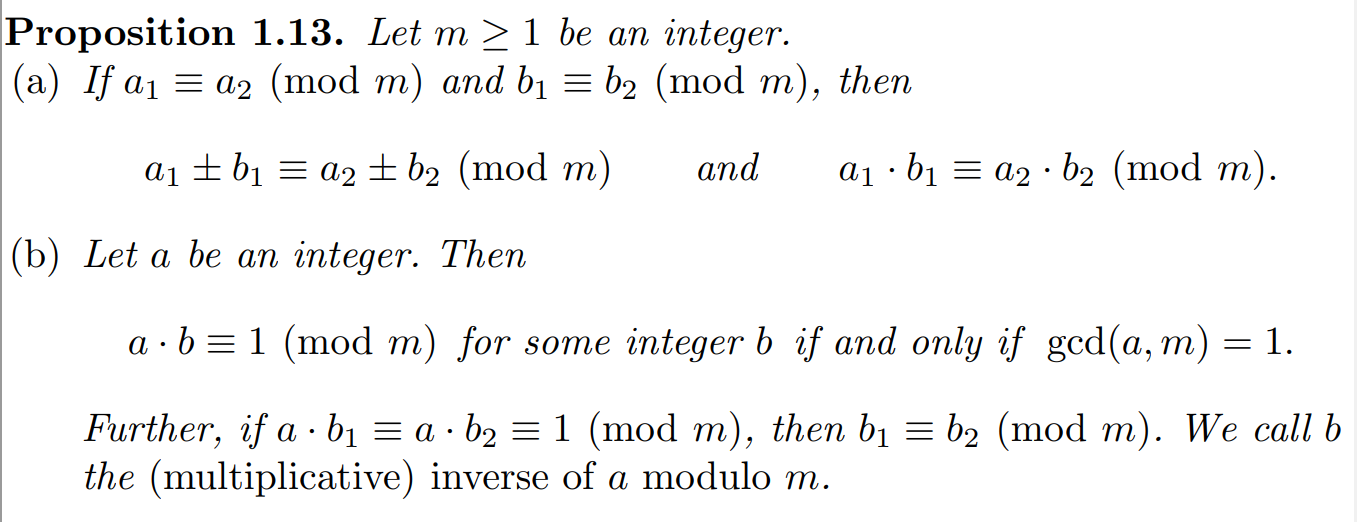 Proposition 1.13. Let m ≥ 1 be an integer.
(a) If a₁ ≡ a₂ (mod m) and b₁ ≡ b₂ (mod m), then
a₁ ± b₁ ≡ a₂ ± b₂ (mod m) and a₁ · b₁ ≡ a₂ · b₂ (mod m).
(b) Let a be an integer. Then
a · b ≡ 1 (mod m) for some integer b if and only if gcd(a, m) = 1.
Further, if a · b₁ ≡ a · b₂ ≡ 1 (mod m), then b₁ ≡ b₂ (mod m). We call b
the (multiplicative) inverse of a modulo m.